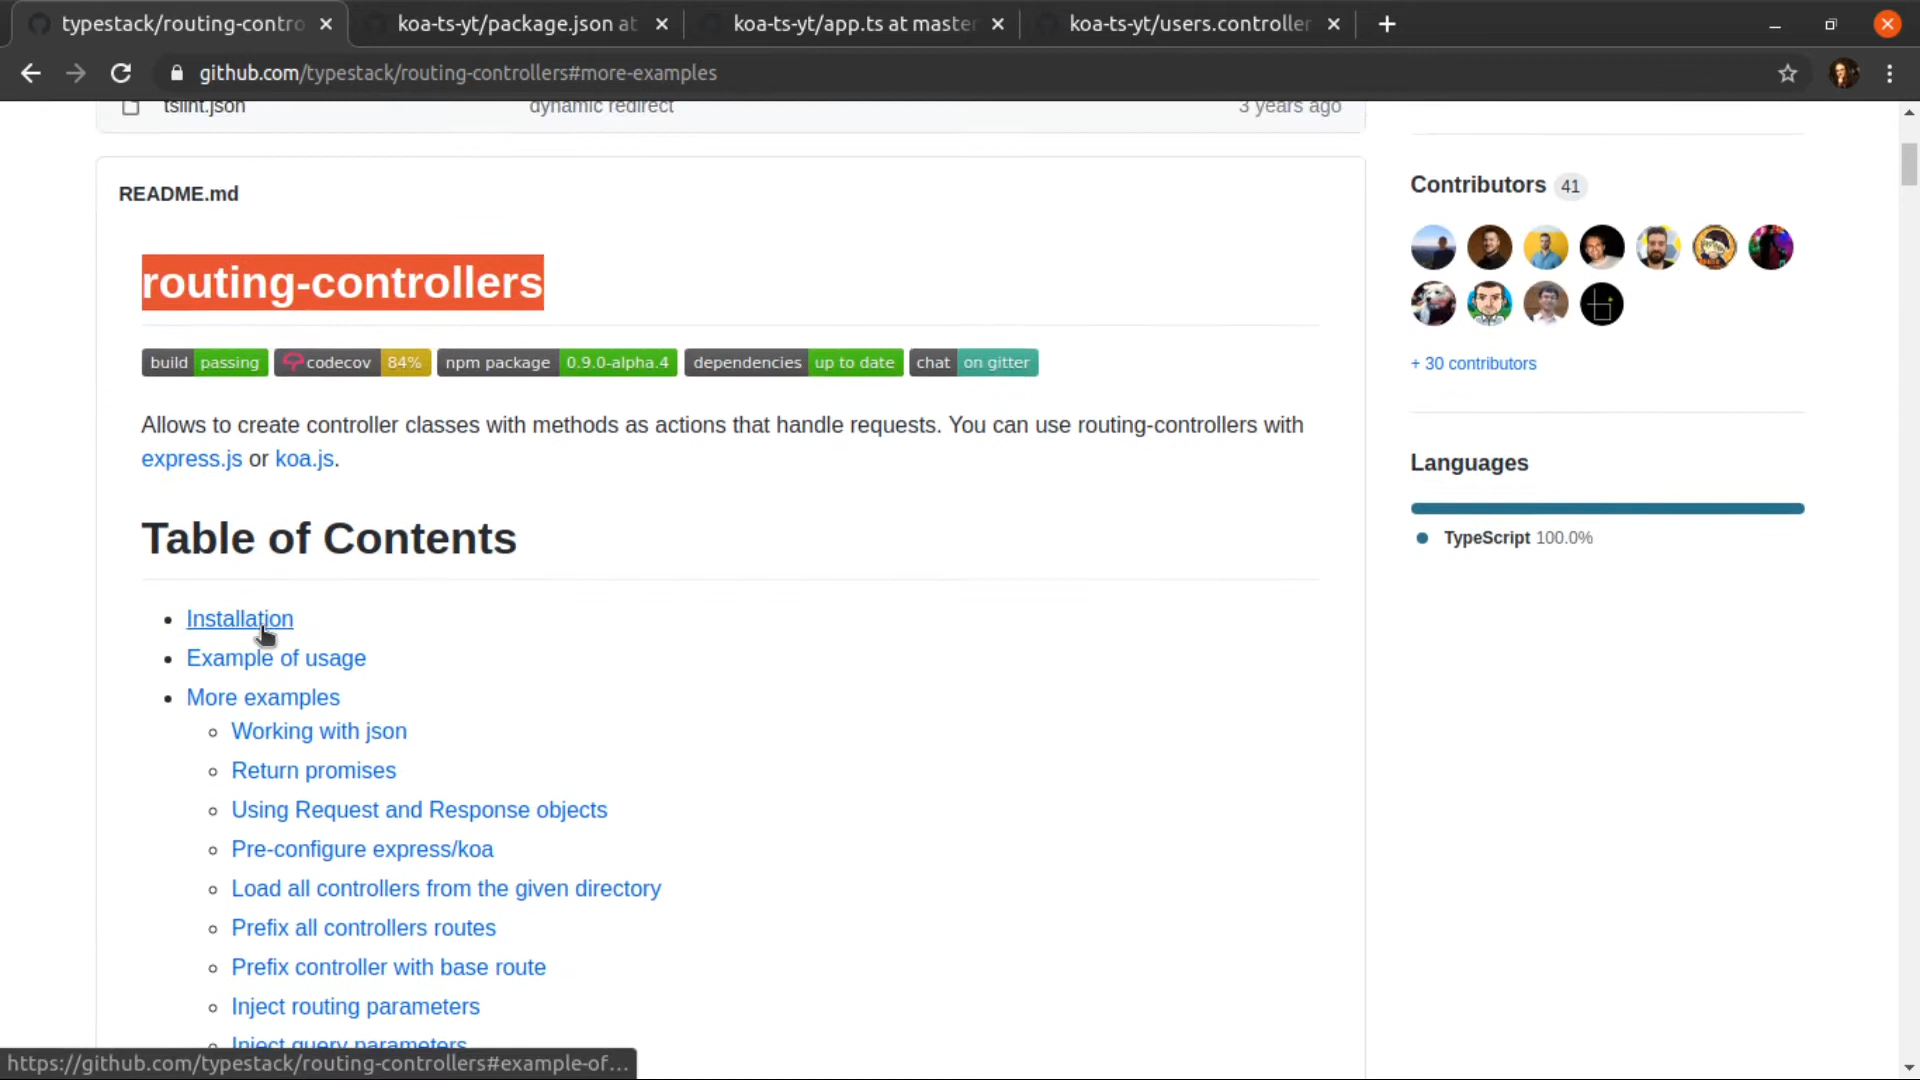 typestack/routing-contro
koa-ts-yt/package.json at
koa-ts-yt/app.ts at master
koa-ts-yt/users.controller
github.com/typestack/routing-controllers#more-examples
tslint.json dynamic redirect 3 years ago
README.md
routing-controllers
build passing codecov 84% npm package 0.9.0-alpha.4 dependencies up to date chat on gitter
Allows to create controller classes with methods as actions that handle requests. You can use routing-controllers with
express.js or koa.js.
Table of Contents
Installation
Example of usage
More examples
Working with json
Return promises
Using Request and Response objects
Pre-configure express/koa
Load all controllers from the given directory
Prefix all controllers routes
Prefix controller with base route
Inject routing parameters
Inject query parameters
Contributors 41
+ 30 contributors
Languages
TypeScript 100.0%
https://github.com/typestack/routing-controllers#example-of…